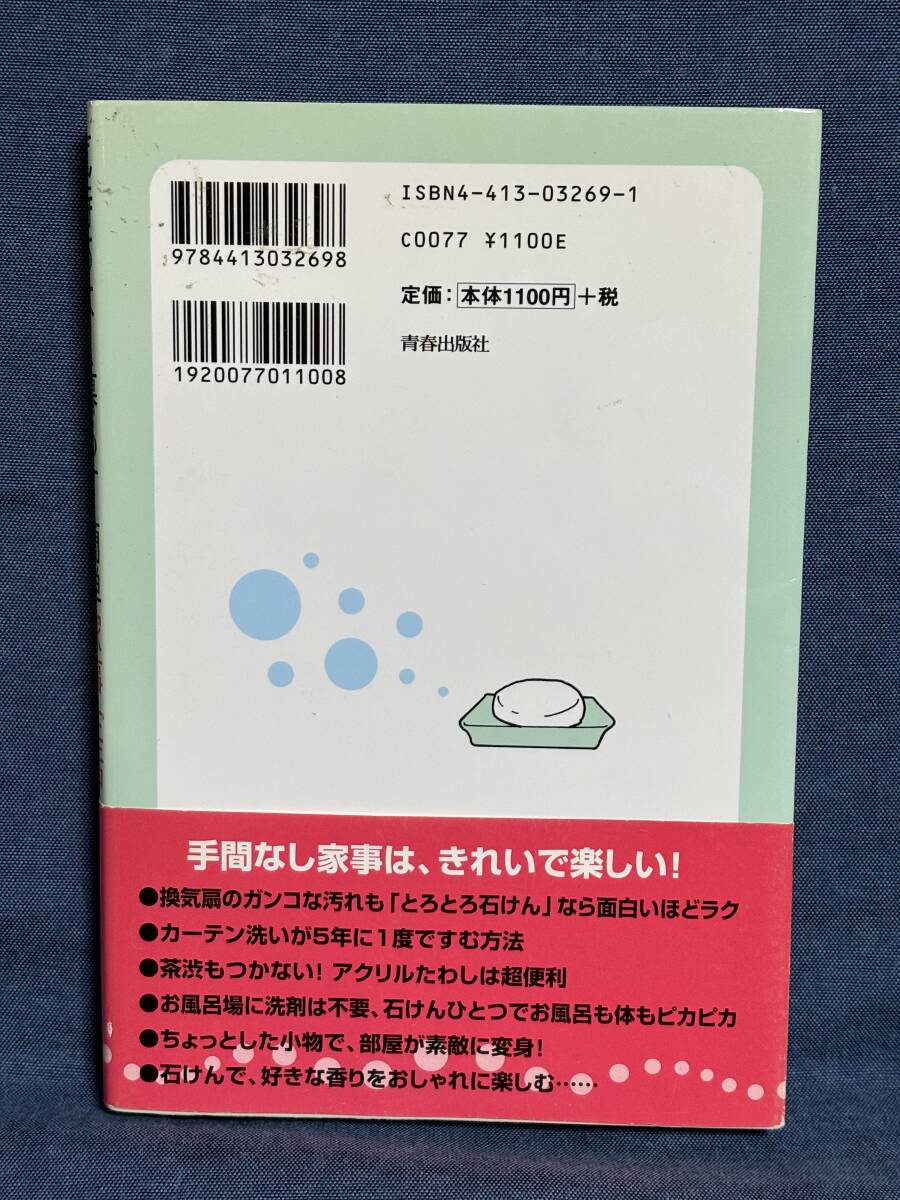 ISBN4-413-03269-1
9784413032698
C0077 ¥1100E
定価：本体1100円+税
1920077011008
青春出版社
手間なし家事は、きれいで楽しい！
●換気扇のガンコな汚れも「とろとろ石けん」なら面白いほどラク
●カーテン洗いが5年に1度ですむ方法
●茶渋もつかない！ アクリルたわしは超便利
●お風呂場に洗剤は不要、石けんひとつでお風呂も体もピカピカ
●ちょっとした小物で、部屋が素敵に変身！
●石けんで、好きな香りをおしゃれに楽しむ……